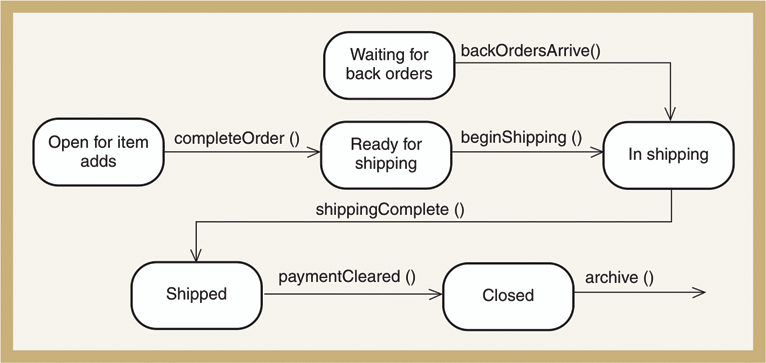 Waiting for
back orders
backOrdersArrive()
Open for item
adds
completeOrder ()
Ready for
shipping
beginShipping ()
In shipping
shippingComplete ()
Shipped
paymentCleared ()
Closed
archive ()